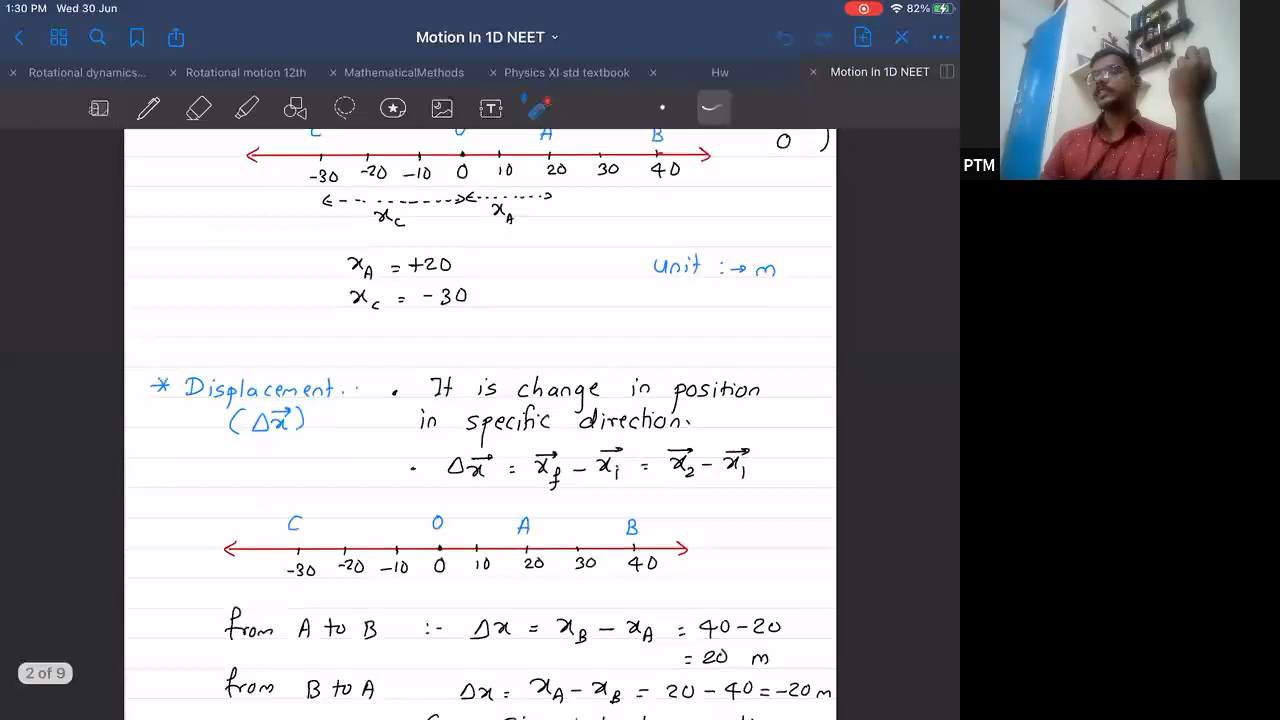 1:30 PM Wed 30 Jun
82%
Motion In 1D NEET
Rotational dynamics...
Rotational motion 12th
MathematicalMethods
Physics XI std textbook
Hw
Motion In 1D NEET
PTM
O A B
0 )
-30 -20 -10 0 10 20 30 40
x_C x_A
x_A = +20
unit :→ m
x_C = -30
* Displacement.. • It is change in position
(Δx⃗) in specific direction.
• Δx⃗ = x⃗_f - x⃗_i = x⃗_2 - x⃗_1
C O A B
-30 -20 -10 0 10 20 30 40
from A to B :- Δx = x_B - x_A = 40-20
= 20 m
2 of 9
from B to A Δx = x_A - x_B = 20 - 40 = -20 m